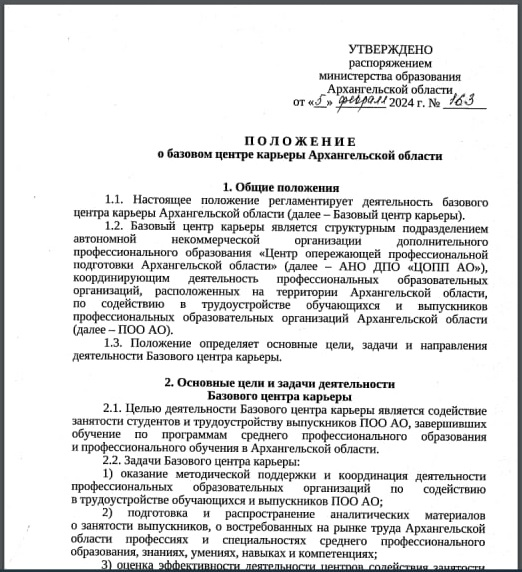 УТВЕРЖДЕНО
распоряжением
министерства образования
Архангельской области
от «5» февраля 2024 г. № 163
ПОЛОЖЕНИЕ
о базовом центре карьеры Архангельской области
1. Общие положения
1.1. Настоящее положение регламентирует деятельность базового
центра карьеры Архангельской области (далее – Базовый центр карьеры).
1.2. Базовый центр карьеры является структурным подразделением
автономной некоммерческой организации дополнительного
профессионального образования «Центр опережающей профессиональной
подготовки Архангельской области» (далее – АНО ДПО «ЦОПП АО»),
координирующим деятельность профессиональных образовательных
организаций, расположенных на территории Архангельской области,
по содействию в трудоустройстве обучающихся и выпускников
профессиональных образовательных организаций Архангельской области
(далее – ПОО АО).
1.3. Положение определяет основные цели, задачи и направления
деятельности Базового центра карьеры.
2. Основные цели и задачи деятельности
Базового центра карьеры
2.1. Целью деятельности Базового центра карьеры является содействие
занятости студентов и трудоустройству выпускников ПОО АО, завершивших
обучение по программам среднего профессионального образования
и профессионального обучения в Архангельской области.
2.2. Задачи Базового центра карьеры:
1) оказание методической поддержки и координация деятельности
профессиональных образовательных организаций по содействию
в трудоустройстве обучающихся и выпускников ПОО АО;
2) подготовка и распространение аналитических материалов
о занятости выпускников, о востребованных на рынке труда Архангельской
области профессиях и специальностях среднего профессионального
образования, знаниях, умениях, навыках и компетенциях;
3) оценка эффективности деятельности центров содействия занятости